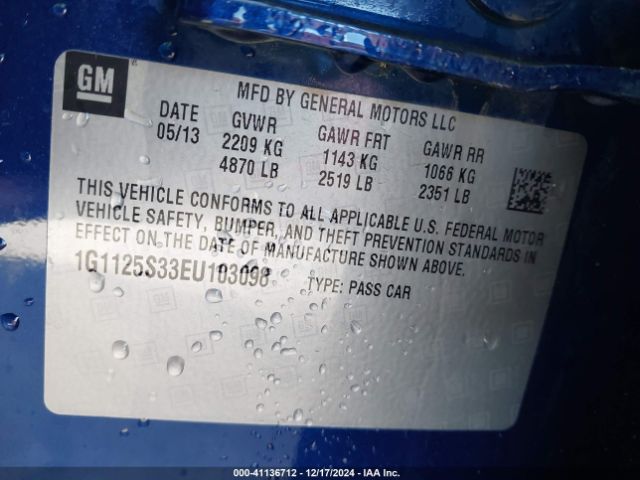 GM
MFD BY GENERAL MOTORS LLC
DATE GVWR GAWR FRT GAWR RR
05/13 2209 KG 1143 KG 1066 KG
4870 LB 2519 LB 2351 LB
THIS VEHICLE CONFORMS TO ALL APPLICABLE U.S. FEDERAL MOTOR
VEHICLE SAFETY, BUMPER, AND THEFT PREVENTION STANDARDS IN
EFFECT ON THE DATE OF MANUFACTURE SHOWN ABOVE.
1G1125S33EU103098 TYPE: PASS CAR
000-41136712 - 12/17/2024 - IAA Inc.